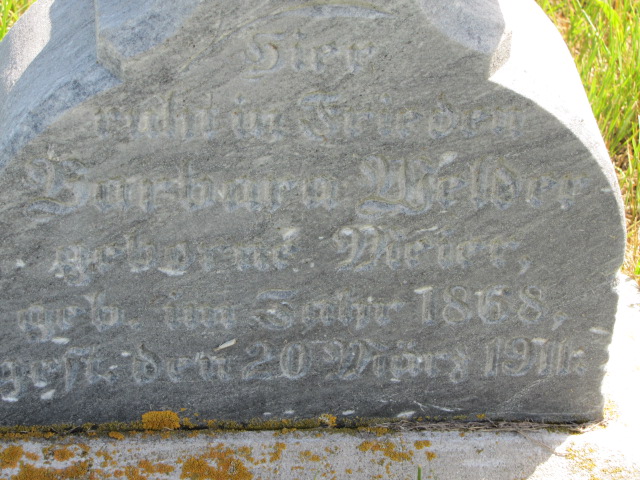 Hier
ruht in Frieden
Barbara Welder
geborne Meier,
geb. im Jahr 1868,
gest. den 20 März 1911.